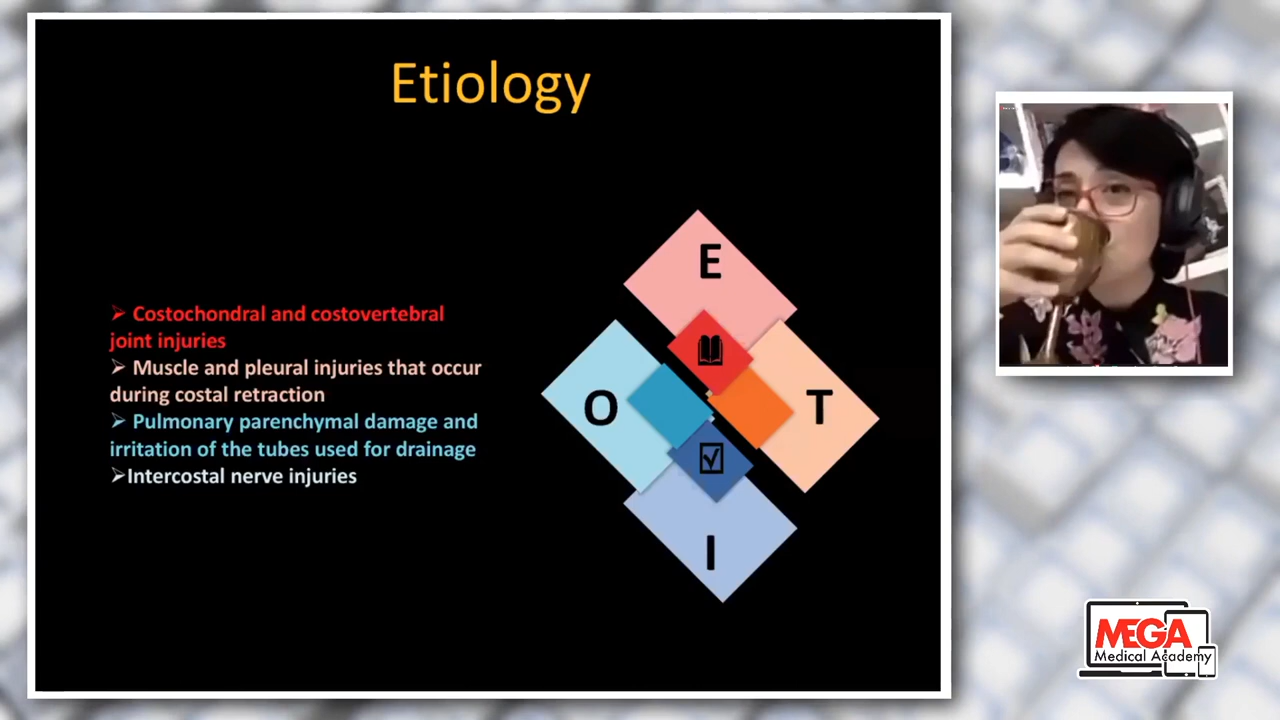 Etiology
➢ Costochondral and costovertebral
joint injuries
➢ Muscle and pleural injuries that occur
during costal retraction
➢ Pulmonary parenchymal damage and
irritation of the tubes used for drainage
➢Intercostal nerve injuries
E
O
T
I
MEGA
Medical Academy